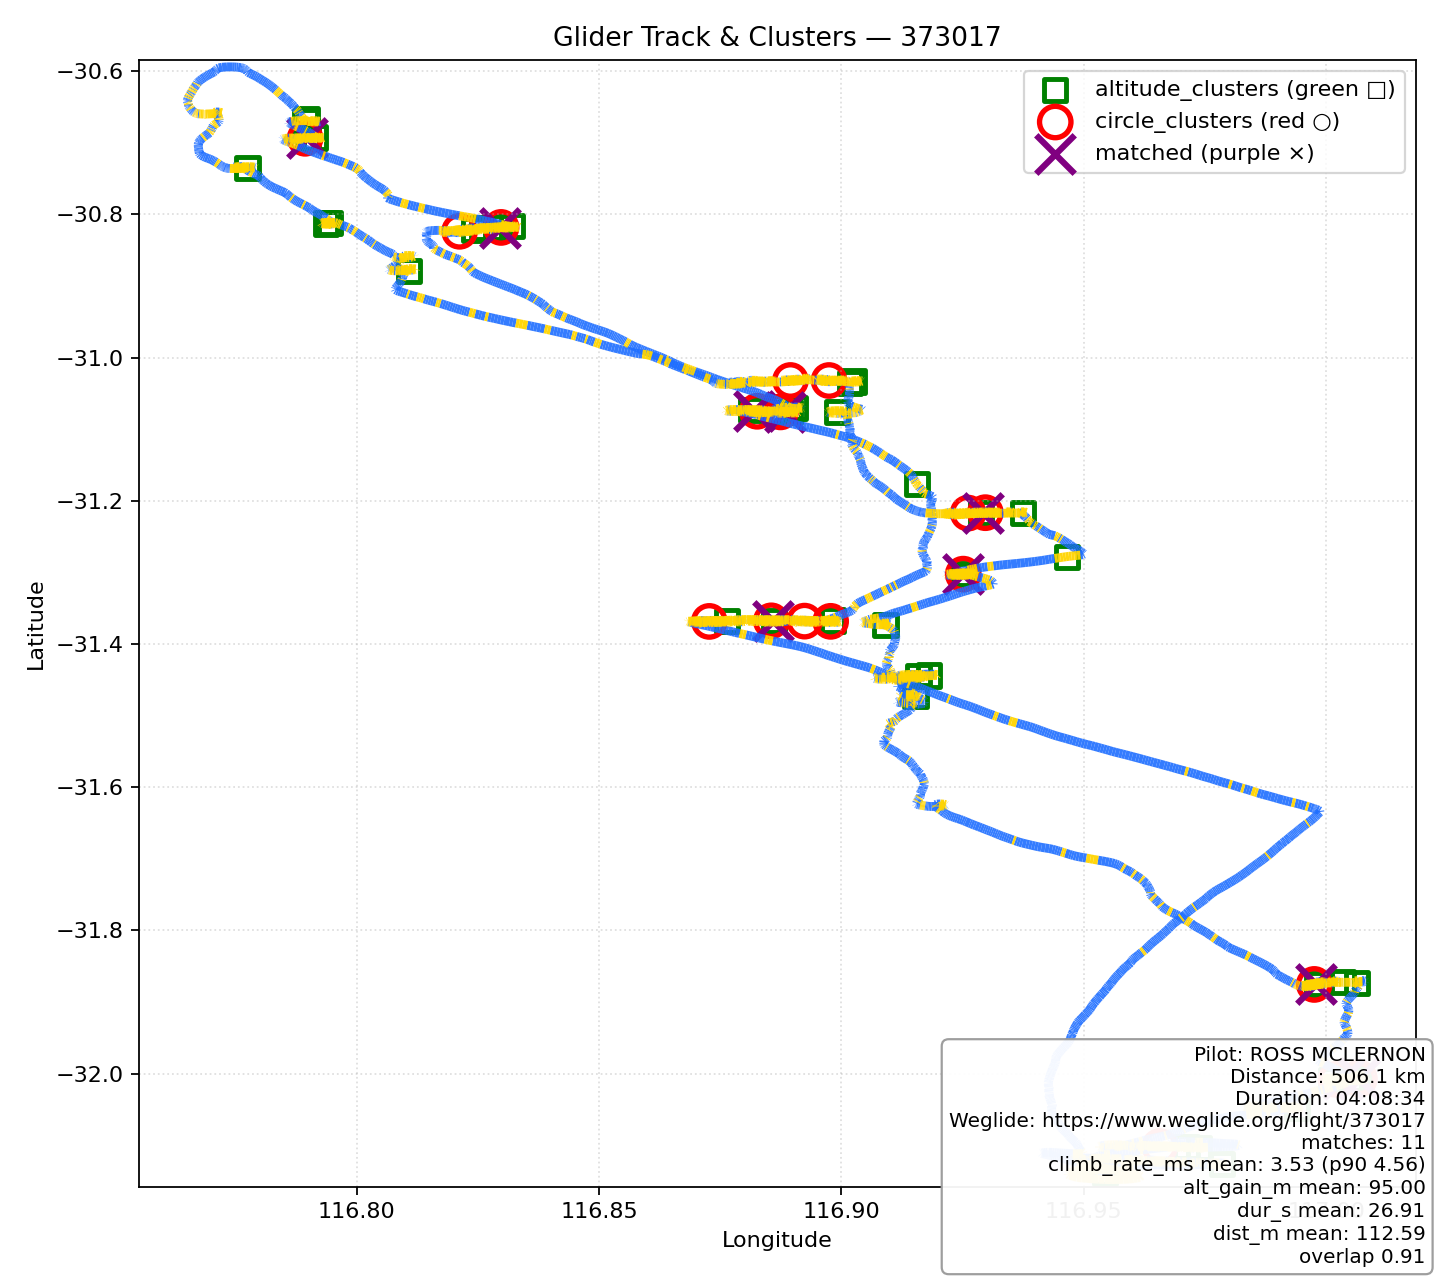 Glider Track & Clusters — 373017
altitude_clusters (green □)
circle_clusters (red ○)
matched (purple ×)
−30.6
−30.8
−31.0
−31.2
−31.4
−31.6
−31.8
−32.0
Latitude
116.80
116.85
116.90
116.95
Longitude
Pilot: ROSS MCLERNON
Distance: 506.1 km
Duration: 04:08:34
Weglide: https://www.weglide.org/flight/373017
matches: 11
climb_rate_ms mean: 3.53 (p90 4.56)
alt_gain_m mean: 95.00
dur_s mean: 26.91
dist_m mean: 112.59
overlap 0.91